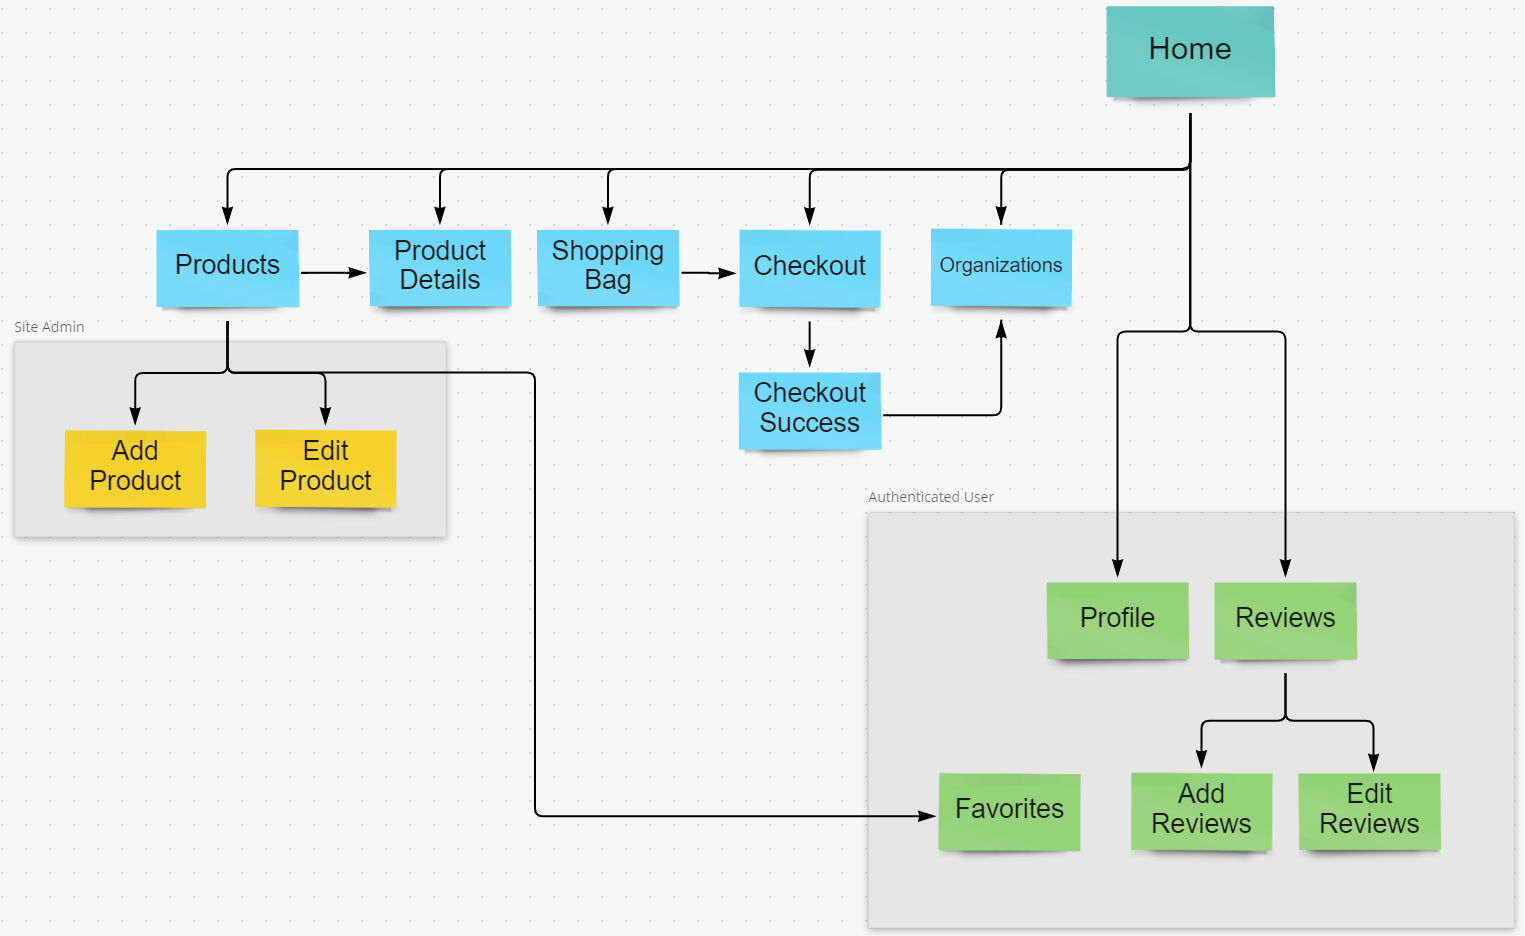 Home
Products
Product
Details
Shopping
Bag
Checkout
Organizations
Site Admin
Checkout
Success
Add
Product
Edit
Product
Authenticated User
Profile
Reviews
Favorites
Add
Reviews
Edit
Reviews